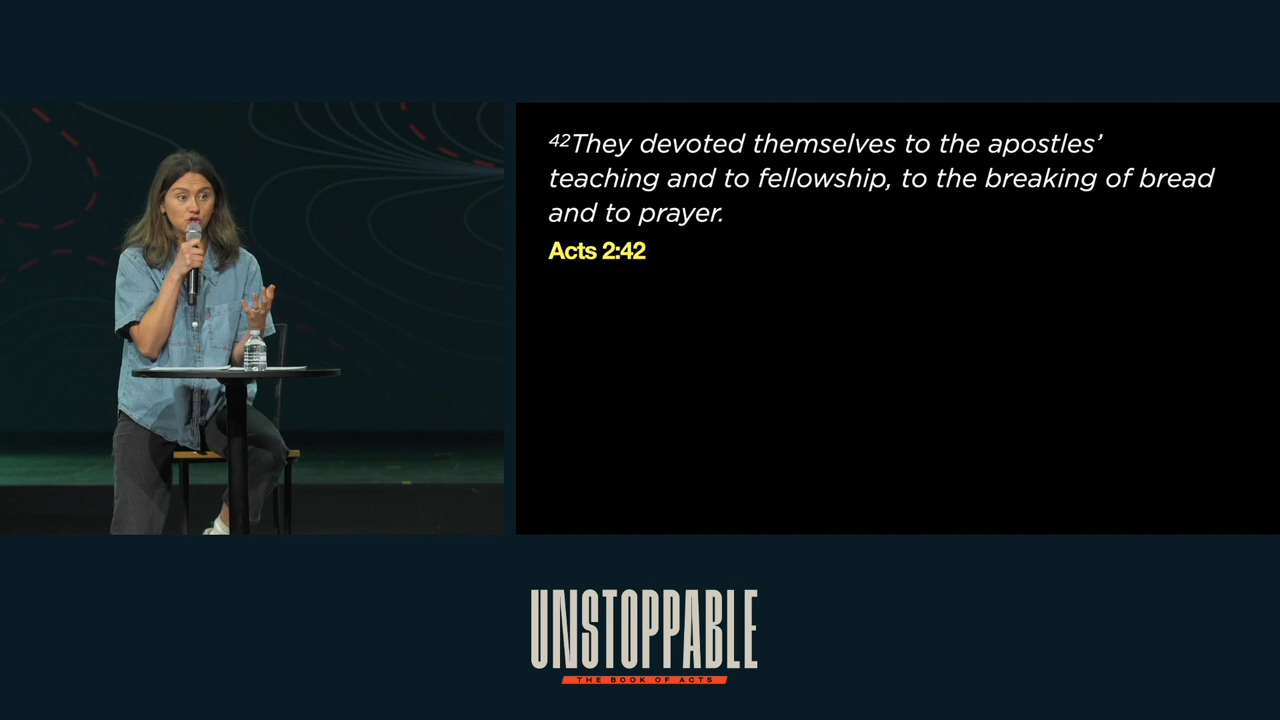 42They devoted themselves to the apostles’
teaching and to fellowship, to the breaking of bread
and to prayer.
Acts 2:42
UNSTOPPABLE
THE BOOK OF ACTS